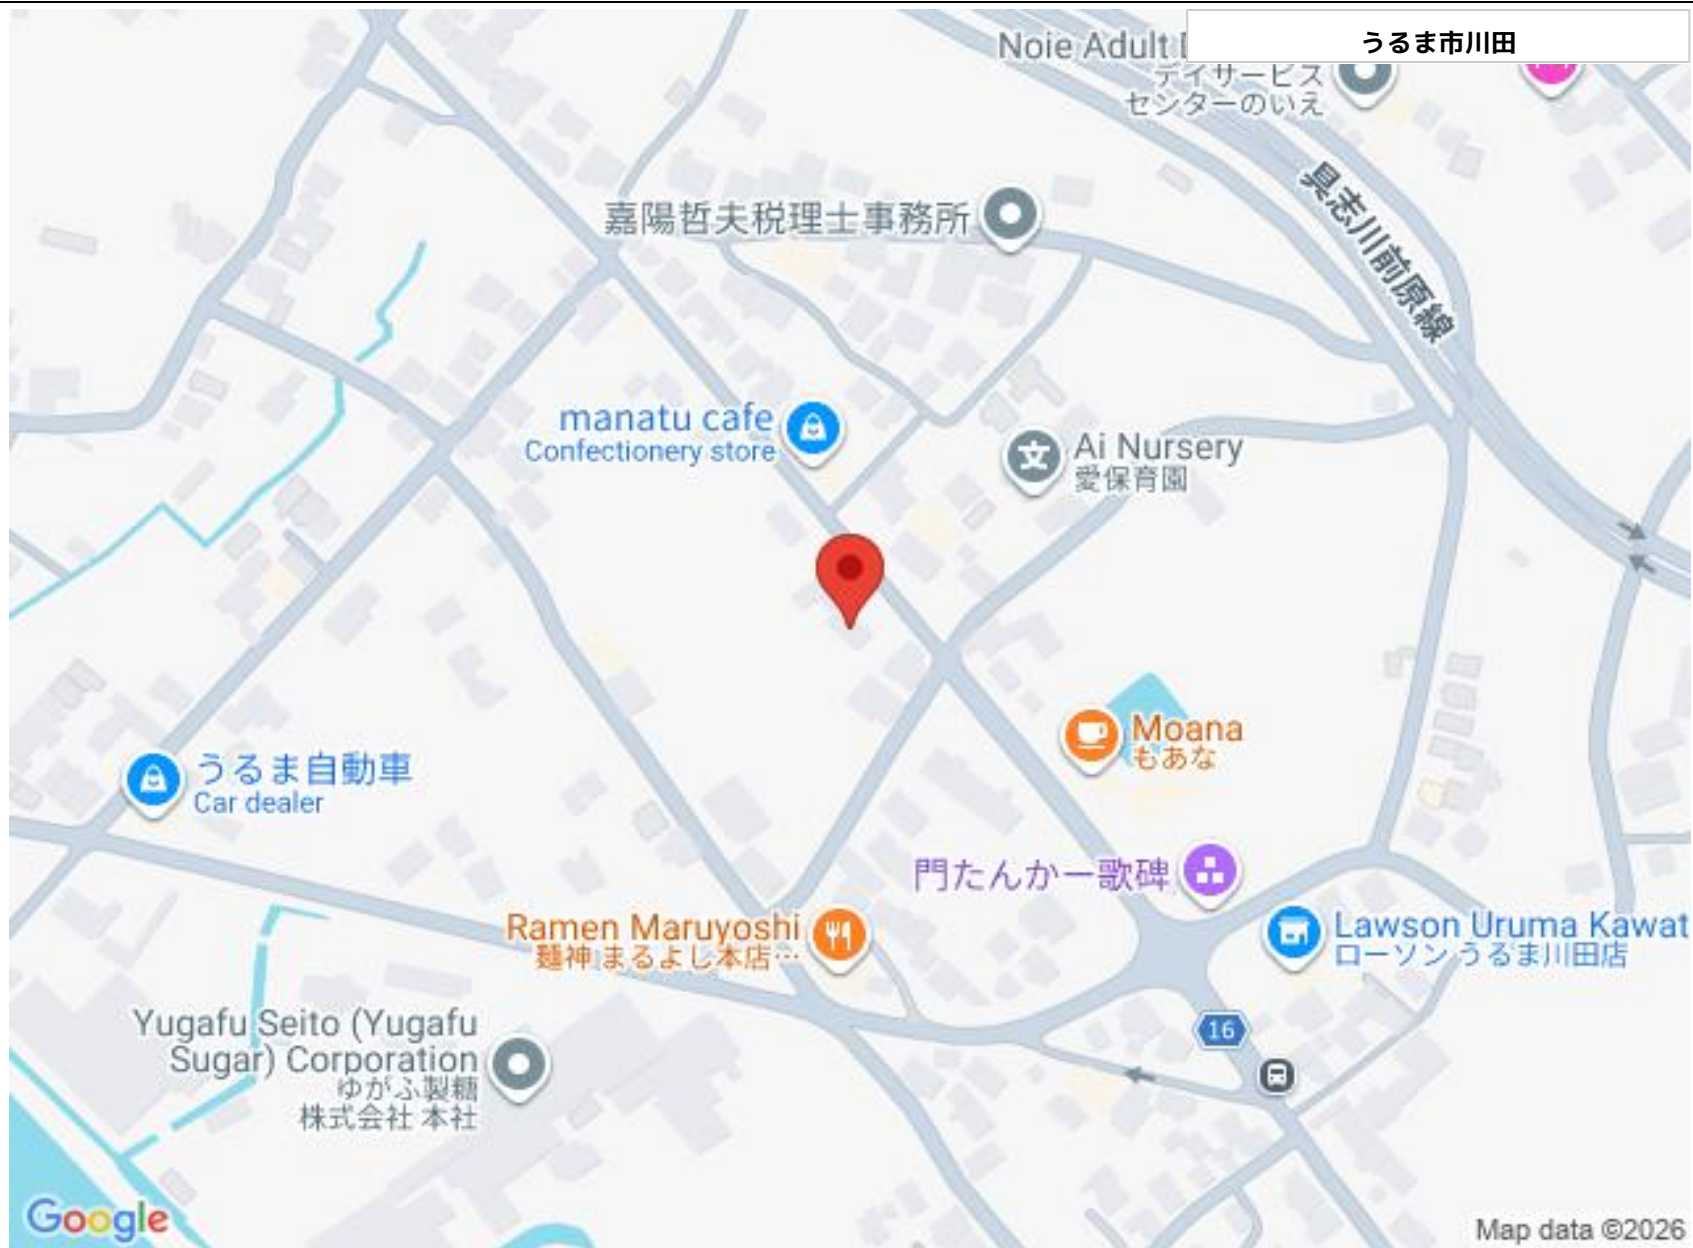 うるま市川田
Noie Adult
デイサービス
センターのいえ
具志川前原線
嘉陽哲夫税理士事務所
manatu cafe
Confectionery store
Ai Nursery
愛保育園
Moana
もあな
うるま自動車
Car dealer
門たんかー歌碑
Ramen Maruyoshi
麺神 まるよし本店…
Lawson Uruma Kawat
ローソン うるま川田店
16
Yugafu Seito (Yugafu
Sugar) Corporation
ゆがふ製糖
株式会社 本社
Google
Map data ©2026